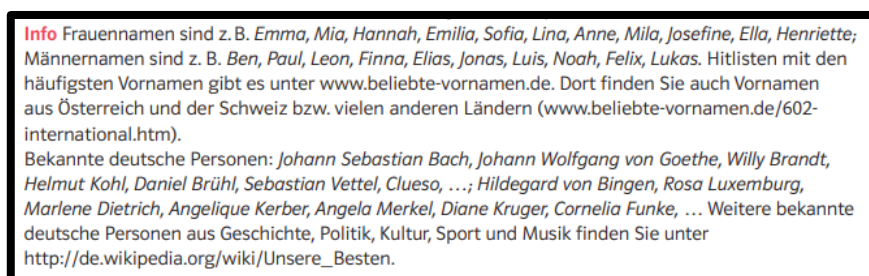 Info Frauennamen sind z. B. Emma, Mia, Hannah, Emilia, Sofia, Lina, Anne, Mila, Josefine, Ella, Henriette;
Männernamen sind z. B. Ben, Paul, Leon, Finna, Elias, Jonas, Luis, Noah, Felix, Lukas. Hitlisten mit den
häufigsten Vornamen gibt es unter www.beliebte-vornamen.de. Dort finden Sie auch Vornamen
aus Österreich und der Schweiz bzw. vielen anderen Ländern (www.beliebte-vornamen.de/602-
international.htm).
Bekannte deutsche Personen: Johann Sebastian Bach, Johann Wolfgang von Goethe, Willy Brandt,
Helmut Kohl, Daniel Brühl, Sebastian Vettel, Clueso, …; Hildegard von Bingen, Rosa Luxemburg,
Marlene Dietrich, Angelique Kerber, Angela Merkel, Diane Kruger, Cornelia Funke, … Weitere bekannte
deutsche Personen aus Geschichte, Politik, Kultur, Sport und Musik finden Sie unter
http://de.wikipedia.org/wiki/Unsere_Besten.